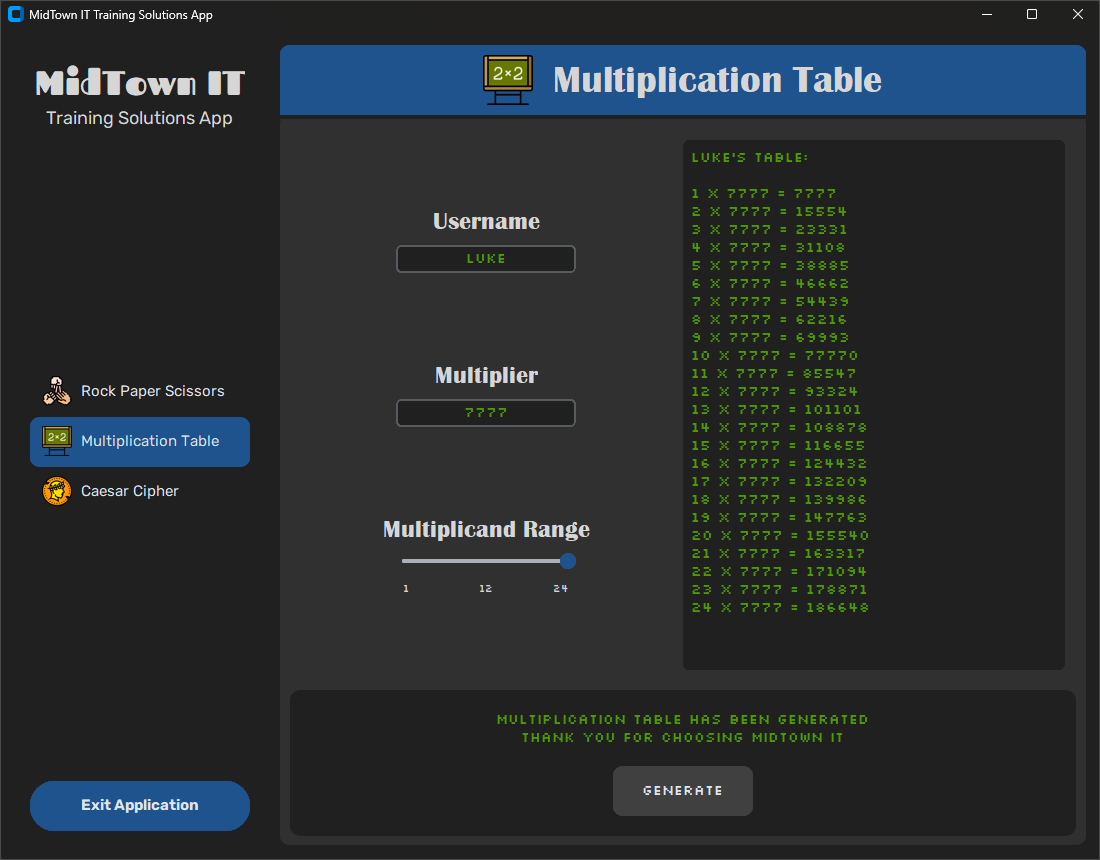 MidTown IT Training Solutions App
MidTown IT
Training Solutions App
Rock Paper Scissors
2×2
Multiplication Table
Caesar Cipher
Exit Application
2×2
Multiplication Table
Username
LUKE
Multiplier
7777
Multiplicand Range
1 12 24
LUKE'S TABLE:
1 X 7777 = 7777
2 X 7777 = 15554
3 X 7777 = 23331
4 X 7777 = 31108
5 X 7777 = 38885
6 X 7777 = 46662
7 X 7777 = 54439
8 X 7777 = 62216
9 X 7777 = 69993
10 X 7777 = 77770
11 X 7777 = 85547
12 X 7777 = 93324
13 X 7777 = 101101
14 X 7777 = 108878
15 X 7777 = 116655
16 X 7777 = 124432
17 X 7777 = 132209
18 X 7777 = 139986
19 X 7777 = 147763
20 X 7777 = 155540
21 X 7777 = 163317
22 X 7777 = 171094
23 X 7777 = 178871
24 X 7777 = 186648
MULTIPLICATION TABLE HAS BEEN GENERATED
THANK YOU FOR CHOOSING MIDTOWN IT
GENERATE